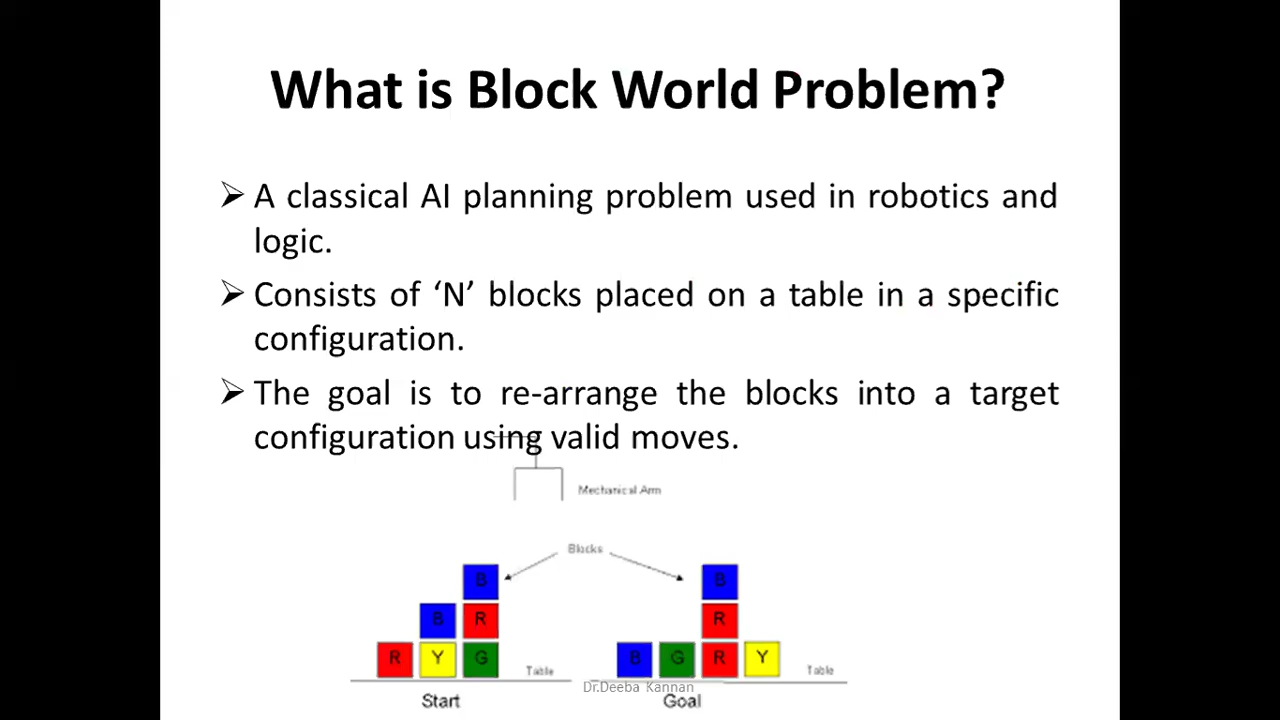 What is Block World Problem?
➢ A classical AI planning problem used in robotics and
logic.
➢ Consists of ‘N’ blocks placed on a table in a specific
configuration.
➢ The goal is to re-arrange the blocks into a target
configuration using valid moves.
Mechanical Arm
Blocks
B B
B R R
R Y G Table B G R Y Table
Dr.Deeba Kannan
Start Goal